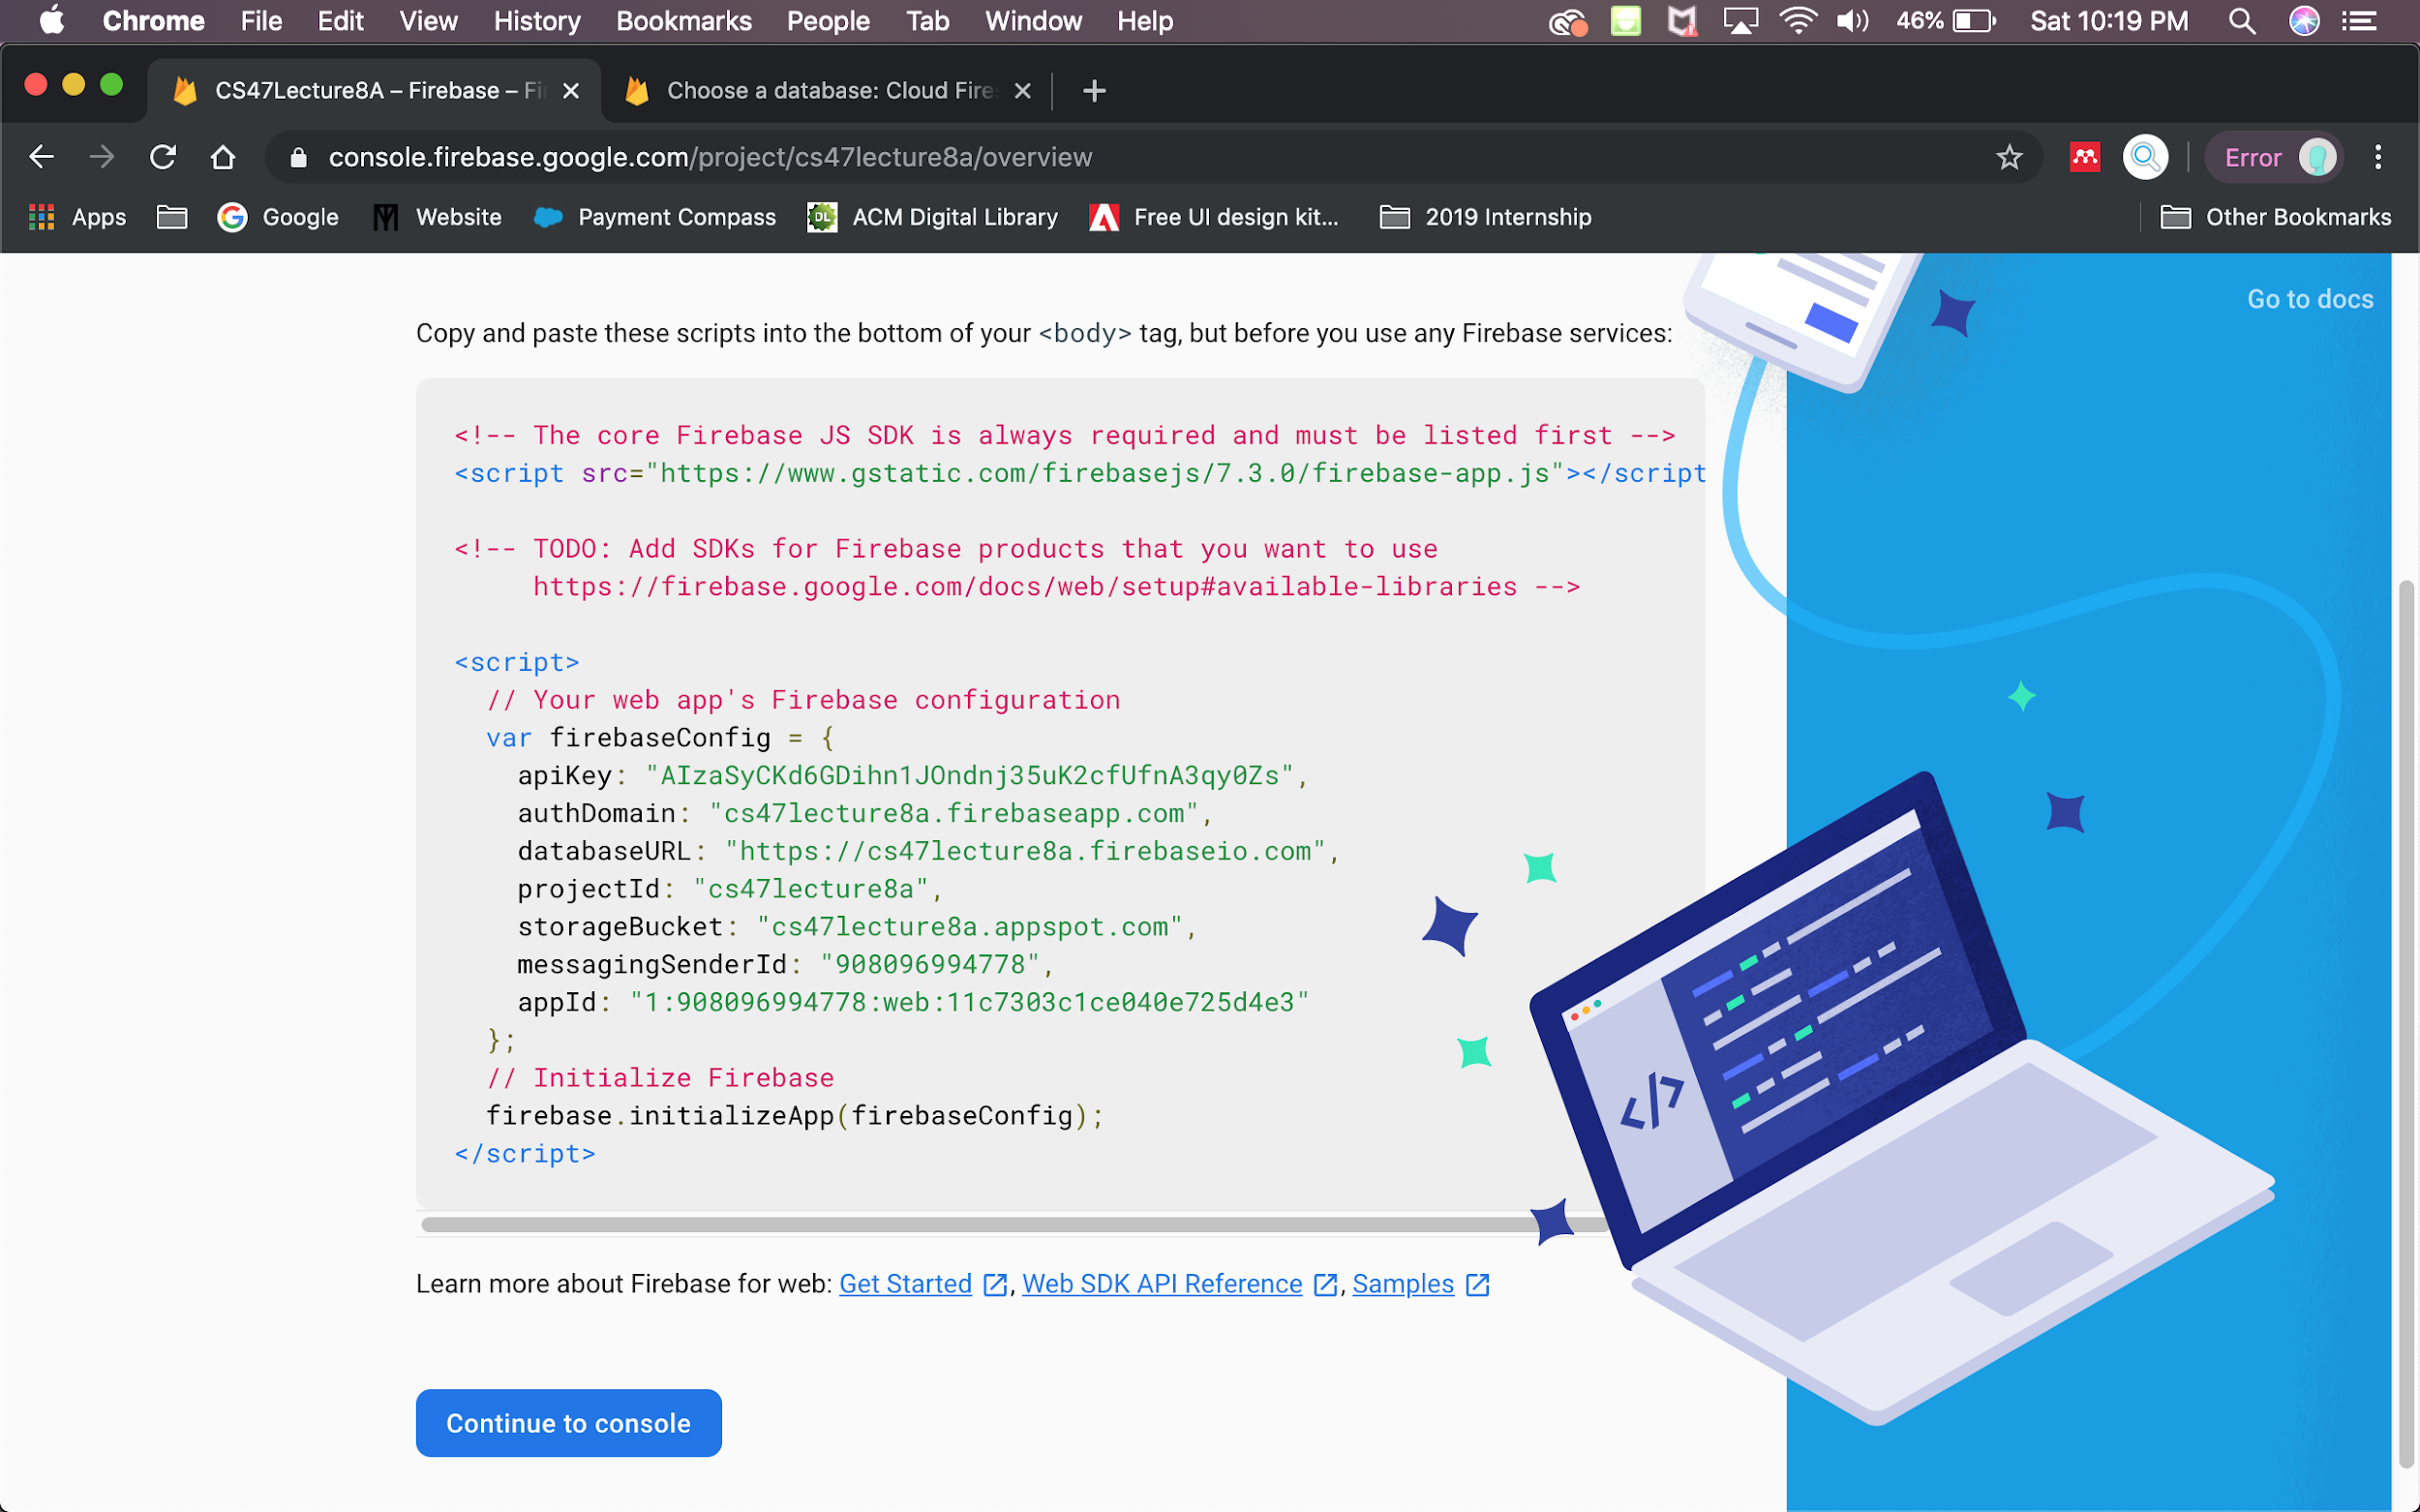 Chrome File Edit View History Bookmarks People Tab Window Help 46% Sat 10:19 PM
CS47Lecture8A – Firebase – Fi Choose a database: Cloud Fire
console.firebase.google.com/project/cs47lecture8a/overview Error
Apps Google Website Payment Compass DL ACM Digital Library Free UI design kit... 2019 Internship Other Bookmarks
Go to docs
Copy and paste these scripts into the bottom of your <body> tag, but before you use any Firebase services:
<!-- The core Firebase JS SDK is always required and must be listed first -->
<script src="https://www.gstatic.com/firebasejs/7.3.0/firebase-app.js"></script
<!-- TODO: Add SDKs for Firebase products that you want to use
https://firebase.google.com/docs/web/setup#available-libraries -->
<script>
// Your web app's Firebase configuration
var firebaseConfig = {
apiKey: "AIzaSyCKd6GDihn1JOndnj35uK2cfUfnA3qy0Zs",
authDomain: "cs47lecture8a.firebaseapp.com",
databaseURL: "https://cs47lecture8a.firebaseio.com",
projectId: "cs47lecture8a",
storageBucket: "cs47lecture8a.appspot.com",
messagingSenderId: "908096994778",
appId: "1:908096994778:web:11c7303c1ce040e725d4e3"
};
// Initialize Firebase
firebase.initializeApp(firebaseConfig);
</script>
</>
Learn more about Firebase for web: Get Started , Web SDK API Reference , Samples
Continue to console